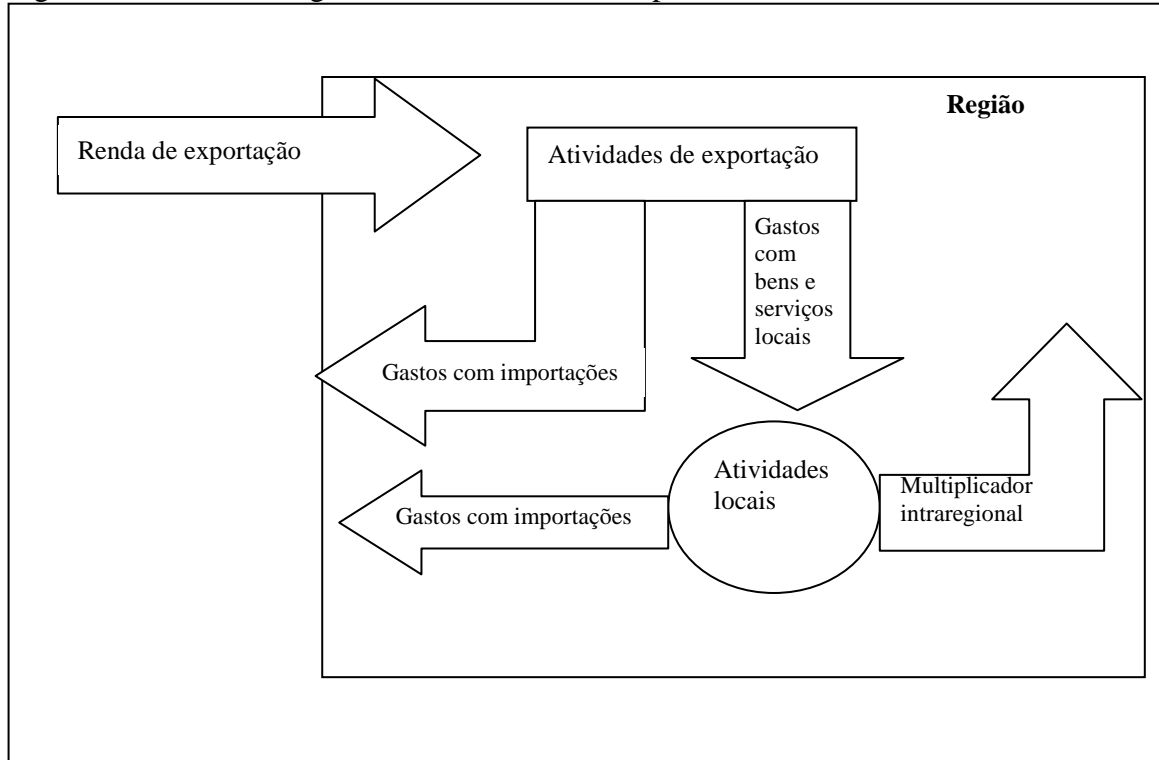 Região
Renda de exportação
Atividades de exportação
Gastos
com
bens e
serviços
locais
Gastos com importações
Atividades
locais
Multiplicador
intraregional
Gastos com importações